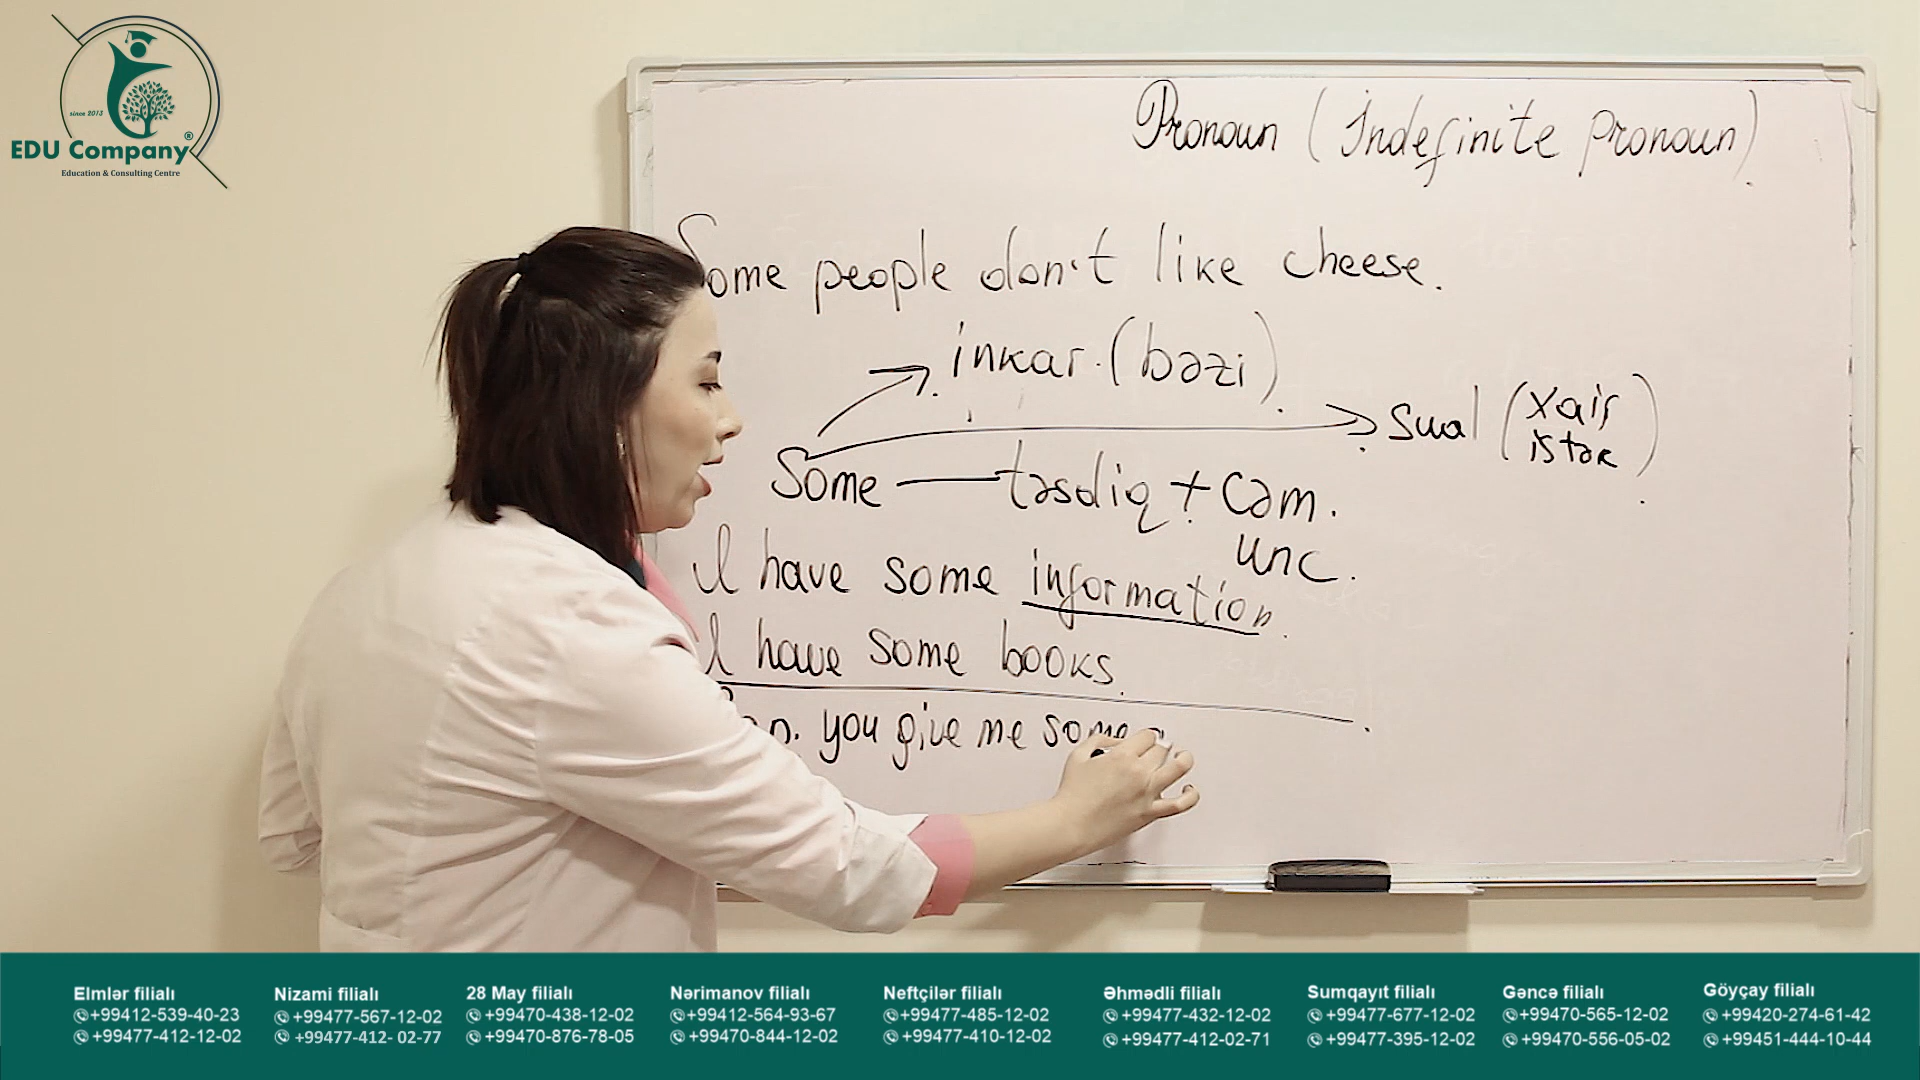 since 2013
EDU Company®
Education & Consulting Centre
Pronoun (Indefinite pronoun).
Some people don't like cheese.
inkar. (bəzi).
Sual (xaiş
istək)
Some — təsdiq + Cəm.
unc.
I have some information.
I have some books.
you give me some
Elmlər filialı
+99412-539-40-23
+99477-412-12-02
Nizami filialı
+99477-567-12-02
+99477-412- 02-77
28 May filialı
+99470-438-12-02
+99470-876-78-05
Nərimanov filialı
+99412-564-93-67
+99470-844-12-02
Neftçilər filialı
+99477-485-12-02
+99477-410-12-02
Əhmədli filialı
+99477-432-12-02
+99477-412-02-71
Sumqayıt filialı
+99477-677-12-02
+99477-395-12-02
Gəncə filialı
+99470-565-12-02
+99470-556-05-02
Göyçay filialı
+99420-274-61-42
+99451-444-10-44